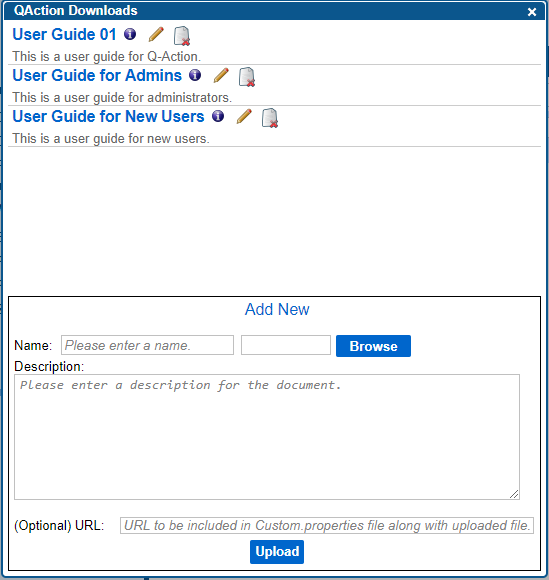 QAction Downloads
User Guide 01
This is a user guide for Q-Action.
User Guide for Admins
This is a user guide for administrators.
User Guide for New Users
This is a user guide for new users.
Add New
Name: Please enter a name. Browse
Description:
Please enter a description for the document.
(Optional) URL: URL to be included in Custom.properties file along with uploaded file.
Upload